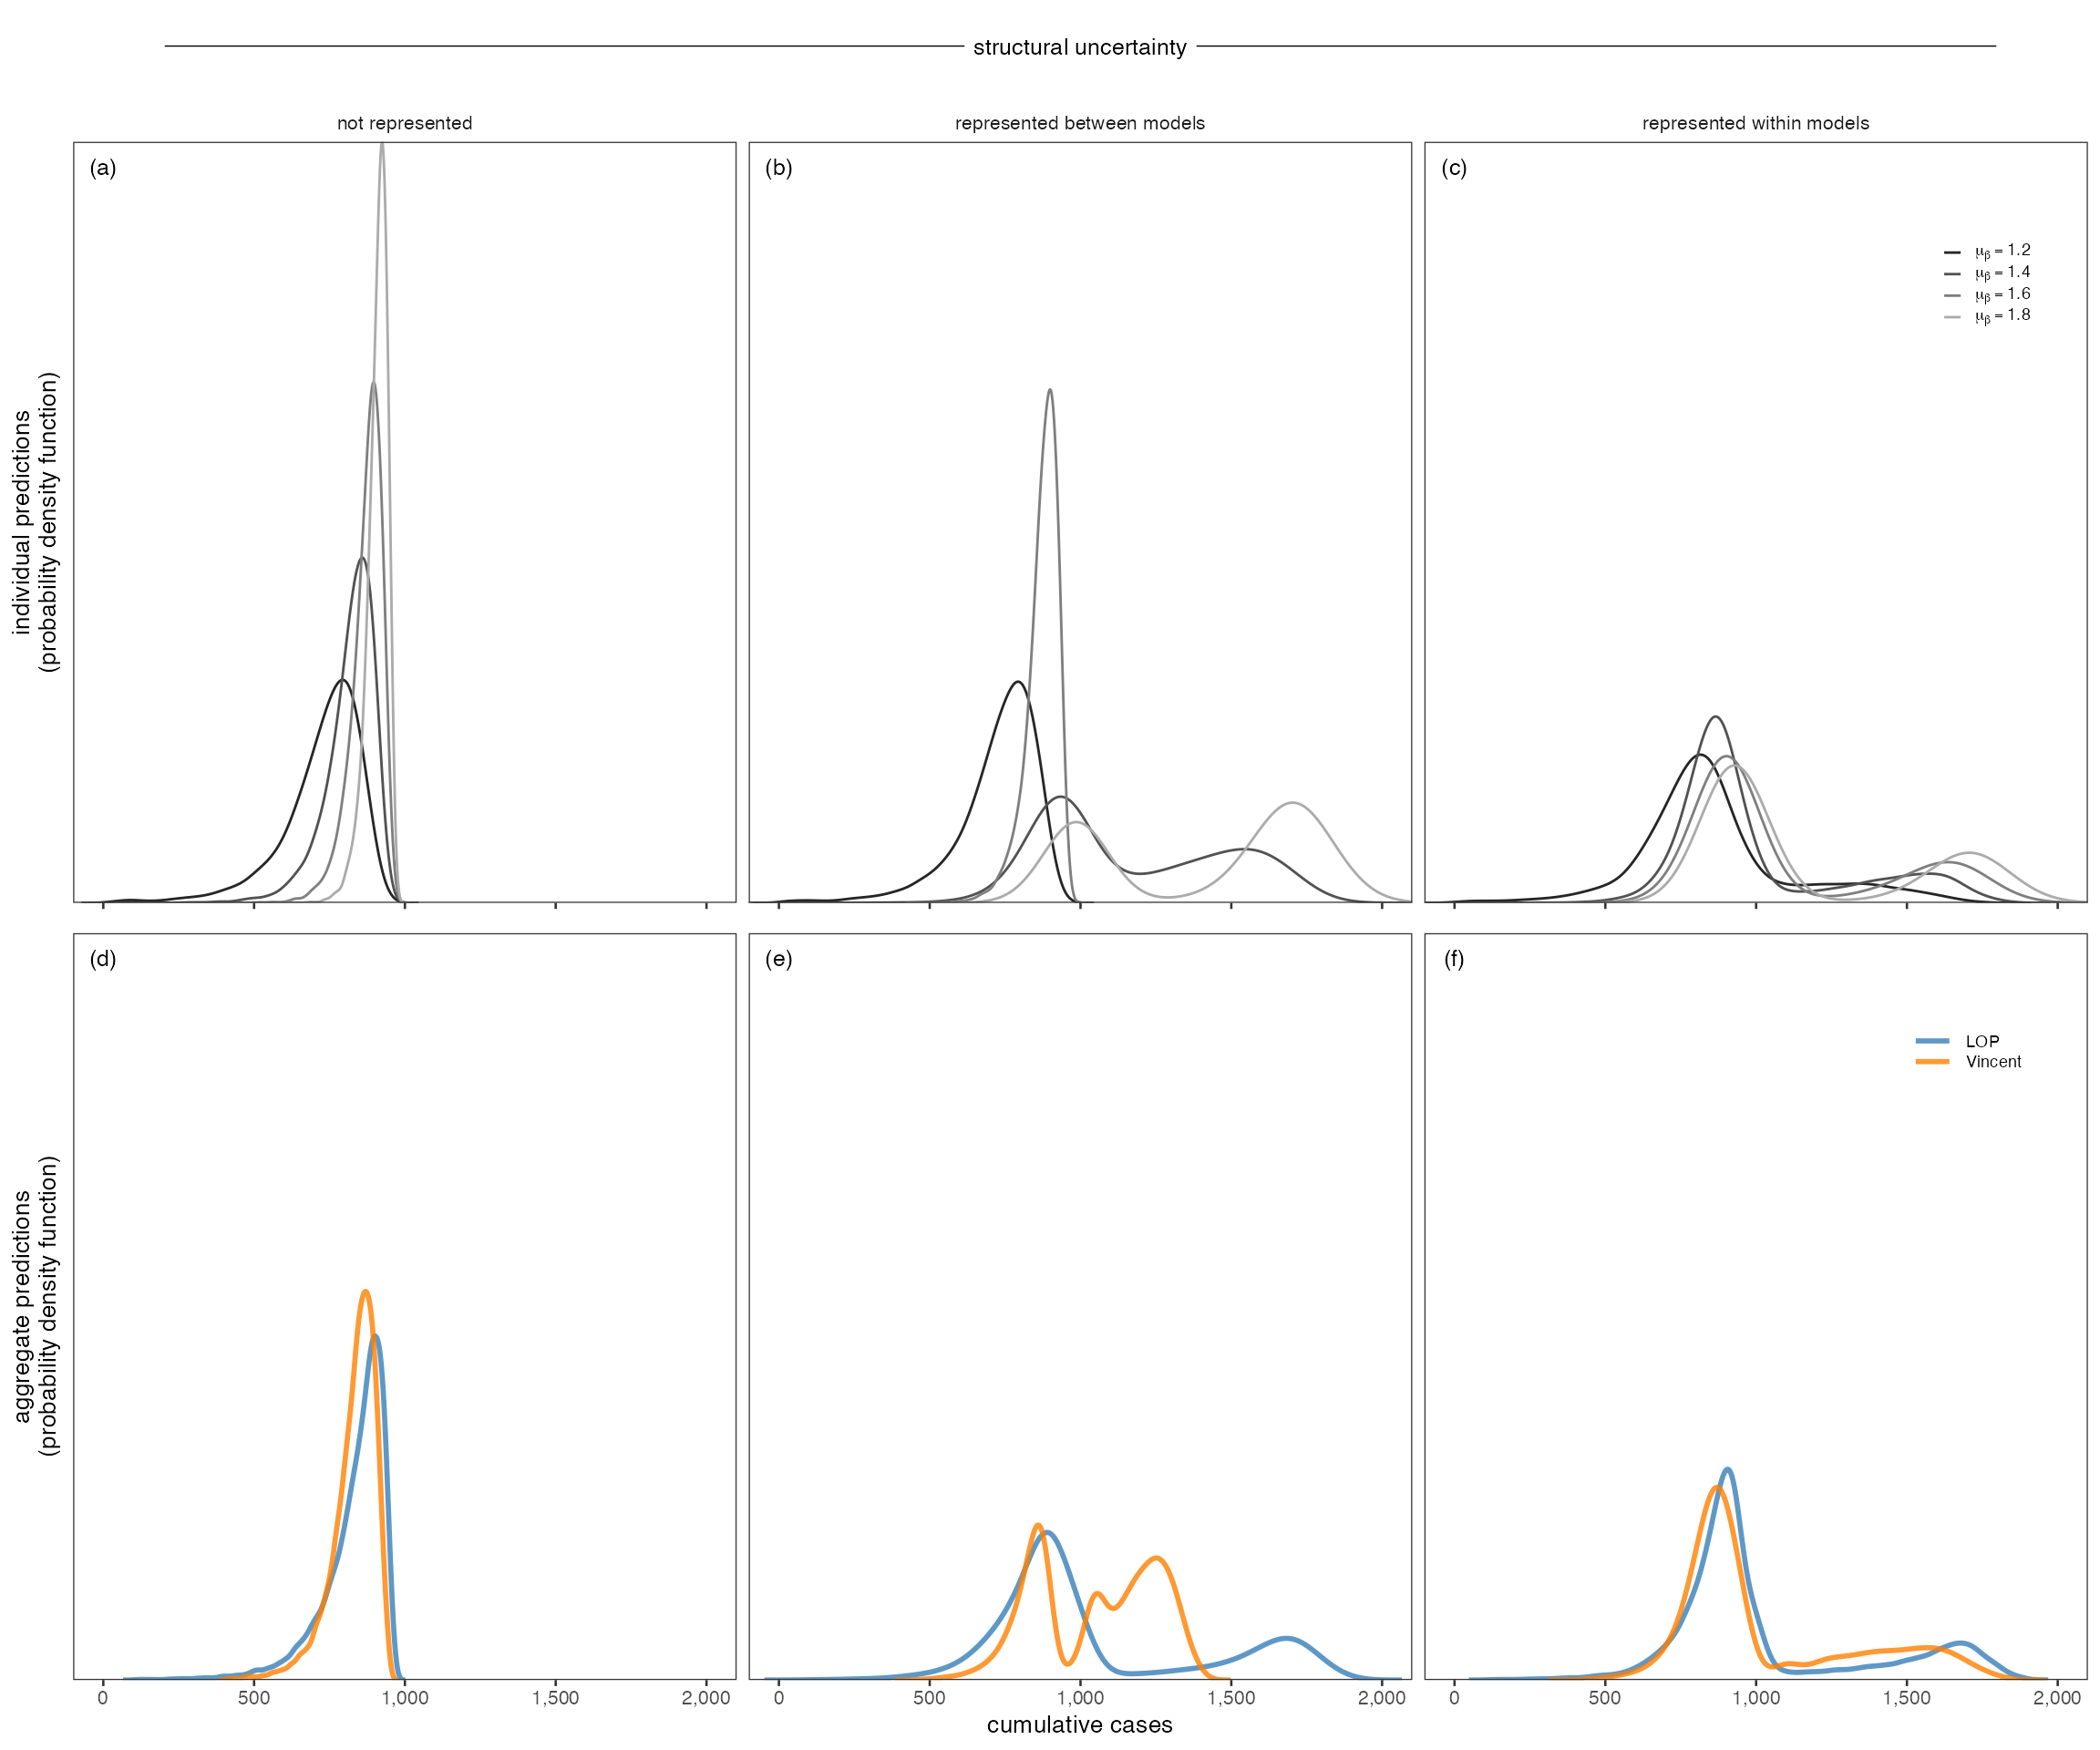 structural uncertainty
not represented
represented between models
represented within models
individual predictions
(probability density function)
(a)
(b)
(c)
μβ = 1.2
μβ = 1.4
μβ = 1.6
μβ = 1.8
aggregate predictions
(probability density function)
(d)
(e)
(f)
LOP
Vincent
0 500 1,000 1,500 2,000
0 500 1,000 1,500 2,000
0 500 1,000 1,500 2,000
cumulative cases